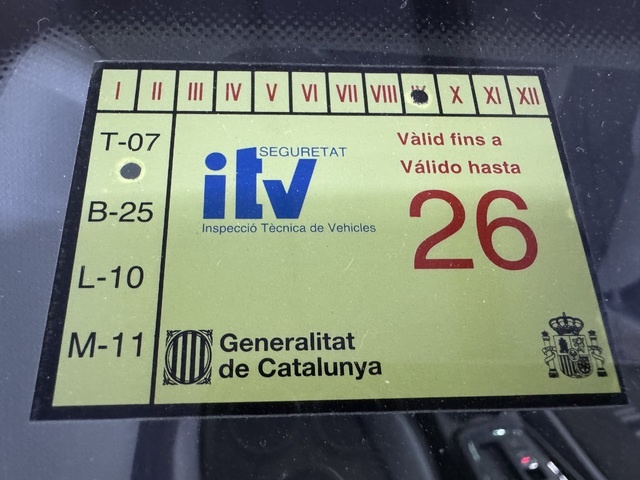 I II III IV V VI VII VIII IX X XI XII
T-07
B-25
L-10
M-11
SEGURETAT
itv
Inspecció Tècnica de Vehicles
Vàlid fins a
Válido hasta
26
Generalitat
de Catalunya